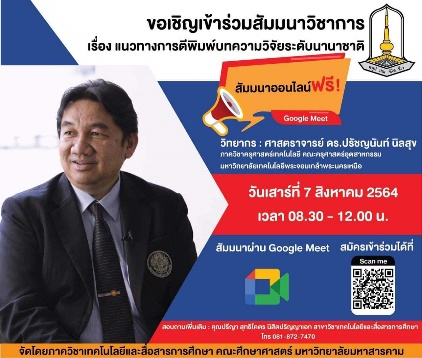 ขอเชิญเข้าร่วมสัมมนาวิชาการ
เรื่อง แนวทางการตีพิมพ์บทความวิจัยระดับนานาชาติ
สัมมนาออนไลน์ฟรี!
Google Meet
วิทยากร : ศาสตราจารย์ ดร.ปรัชญนันท์ นิลสุข
ภาควิชาครุศาสตร์เทคโนโลยี คณะครุศาสตร์อุตสาหกรรม
มหาวิทยาลัยเทคโนโลยีพระจอมเกล้าพระนครเหนือ
วันเสาร์ที่ 7 สิงหาคม 2564
เวลา 08.30 - 12.00 น.
สัมมนาผ่าน Google Meet
สมัครเข้าร่วมได้ที่
Scan me
สอบถามเพิ่มเติม : คุณปรีญา สุทธิโคตร นิสิตปริญญาเอก สาขาวิชาเทคโนโลยีและสื่อสารการศึกษา
โทร 081-872-7470
จัดโดยภาควิชาเทคโนโลยีและสื่อสารการศึกษา คณะศึกษาศาสตร์ มหาวิทยาลัยมหาสารคาม